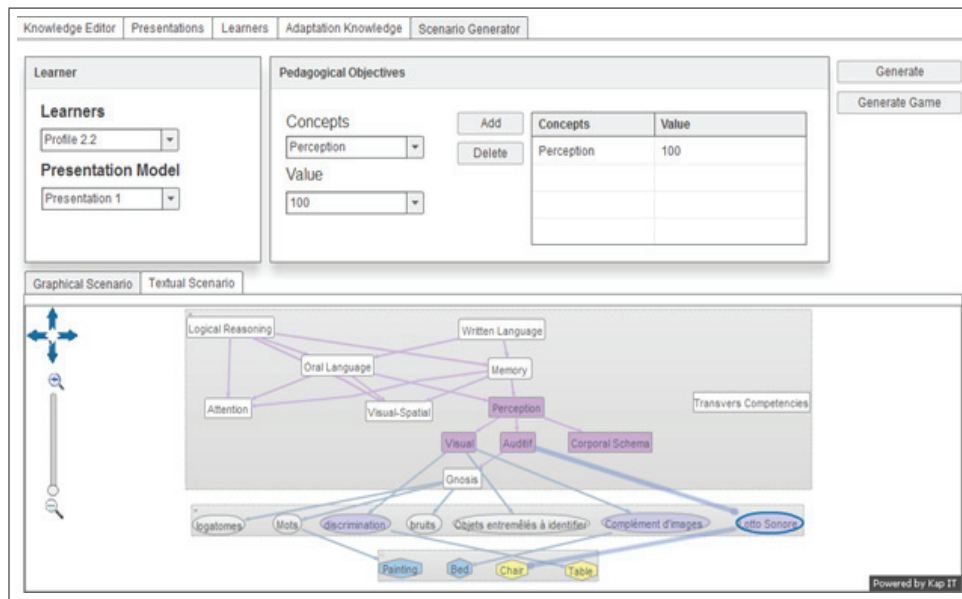 Knowledge Editor Presentations Learners Adaptation Knowledge Scenario Generator
Learner
Learners
Profile 2.2
Presentation Model
Presentation 1
Pedagogical Objectives
Concepts
Perception
Value
100
Add
Delete
Concepts Value
Perception 100
Generate
Generate Game
Graphical Scenario Textual Scenario
Logical Reasoning Written Language
Oral Language Memory
Attention Visual-Spatial Perception Transvers Competencies
Visual Auditif Corporal Schema
Gnosis
logatomes Mots discrimination bruits Objets entremêlés à identifier Complément d'images Lotto Sonore
Painting Bed Chair Table
Powered by Kap IT